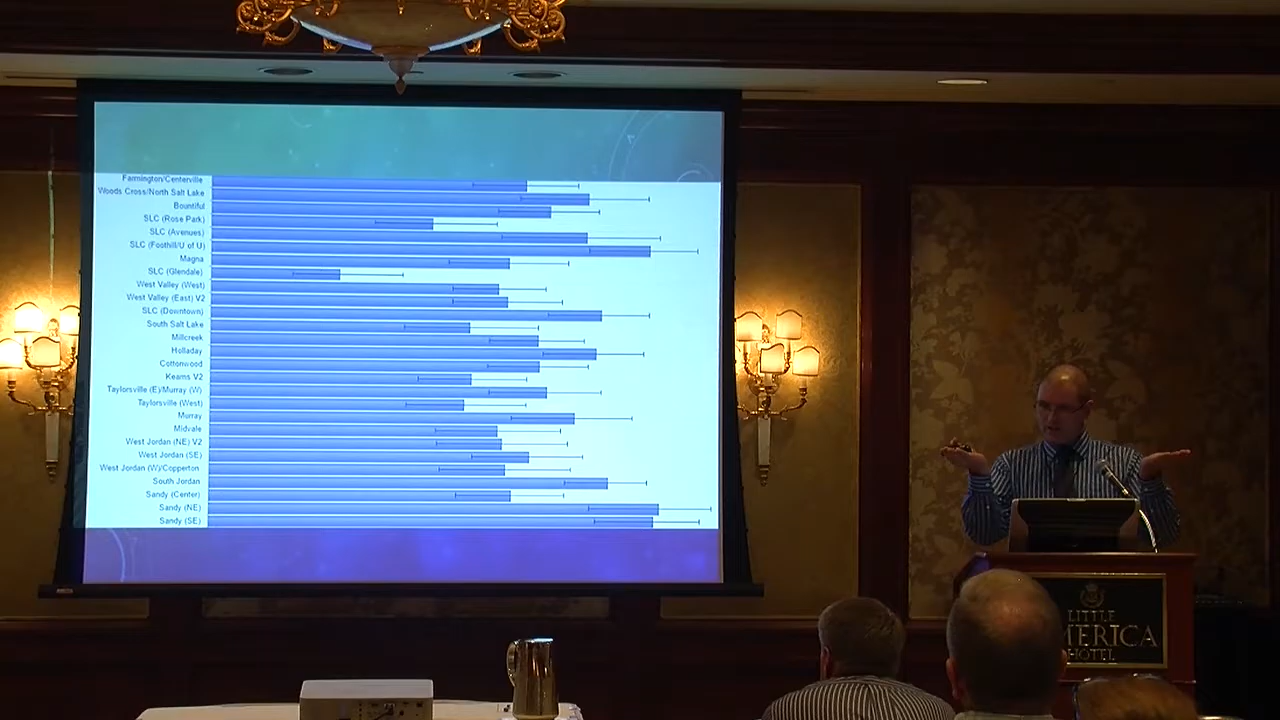 Farmington/Centerville
Woods Cross/North Salt Lake
Bountiful
SLC (Rose Park)
SLC (Avenues)
SLC (Foothill/U of U)
Magna
SLC (Glendale)
West Valley (West)
West Valley (East) V2
SLC (Downtown)
South Salt Lake
Millcreek
Holladay
Cottonwood
Kearns V2
Taylorsville (E)/Murray (W)
Taylorsville (West)
Murray
Midvale
West Jordan (NE) V2
West Jordan (SE)
West Jordan (W)/Copperton
South Jordan
Sandy (Center)
Sandy (NE)
Sandy (SE)
LITTLE
MERICA
HOTEL